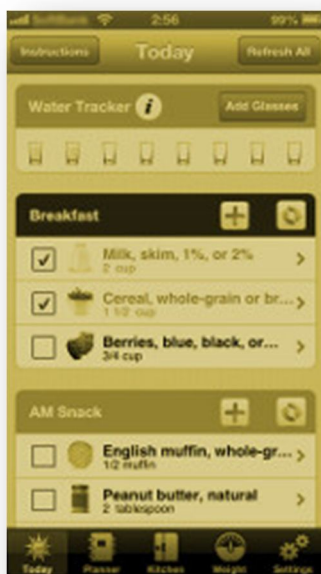 2:56
99%
Instructions
Today
Refresh All
Water Tracker i
Add Glasses
Breakfast
Milk, skim, 1%, or 2%
2 cup
Cereal, whole-grain or br...
1 1/2 cup
Berries, blue, black, or...
3/4 cup
AM Snack
English muffin, whole-gr...
1/2 muffin
Peanut butter, natural
2 tablespoon
Today Planner Kitchen Weight Settings